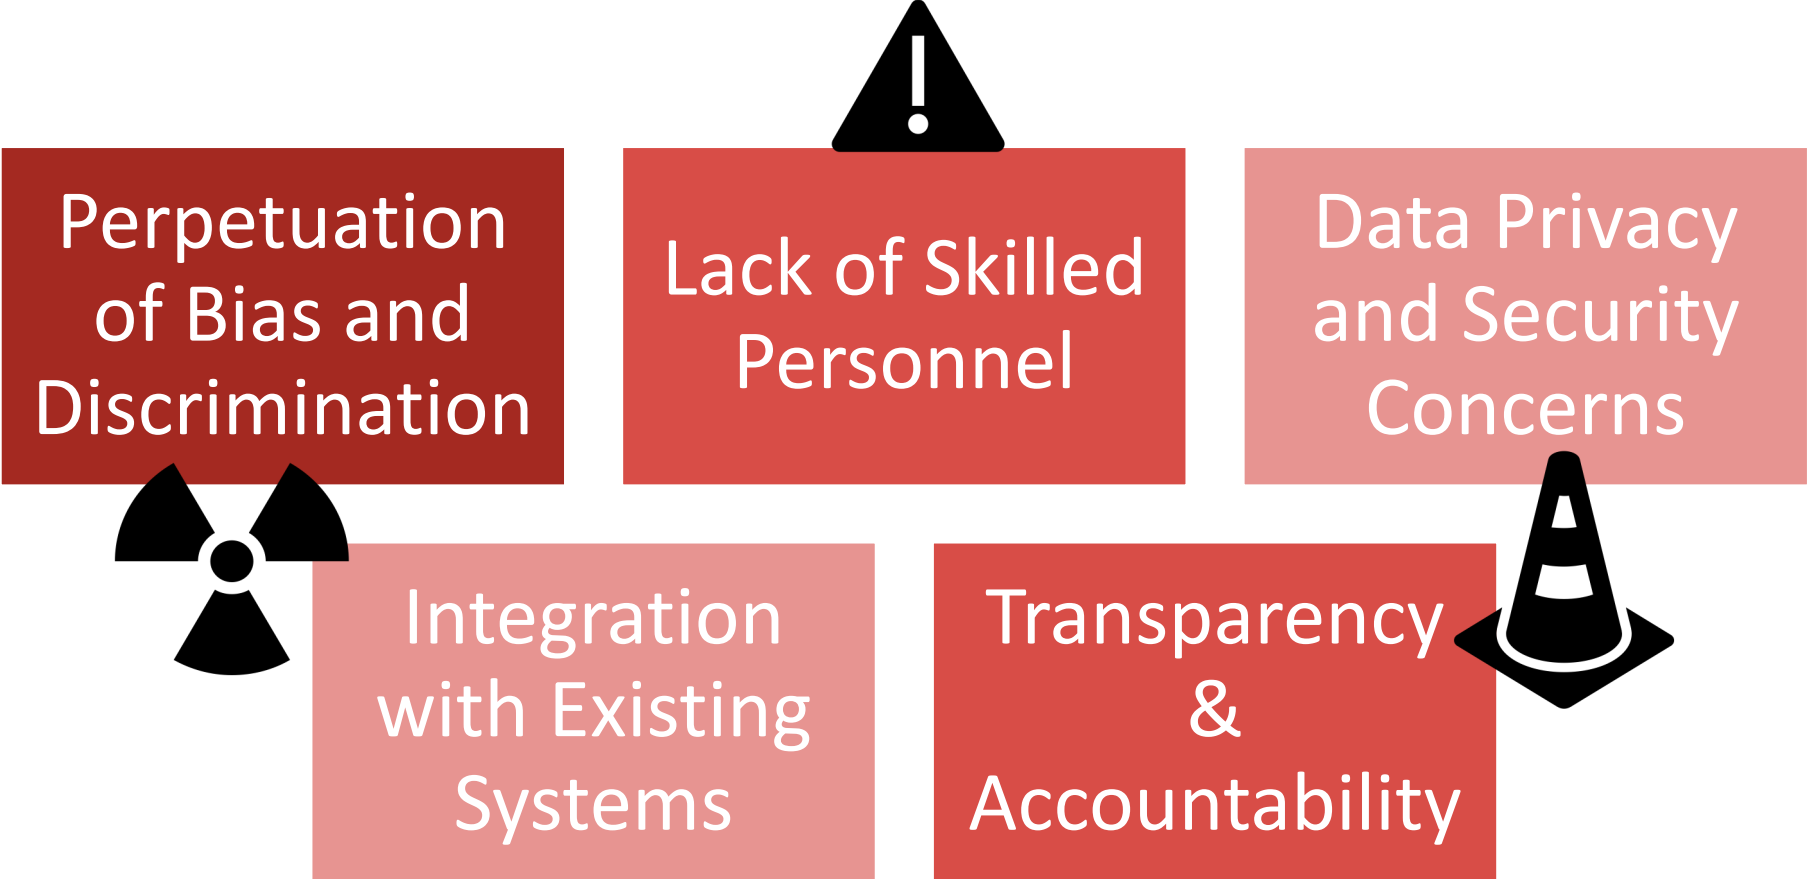 Perpetuation
of Bias and
Discrimination
Lack of Skilled
Personnel
Data Privacy
and Security
Concerns
Integration
with Existing
Systems
Transparency
&
Accountability